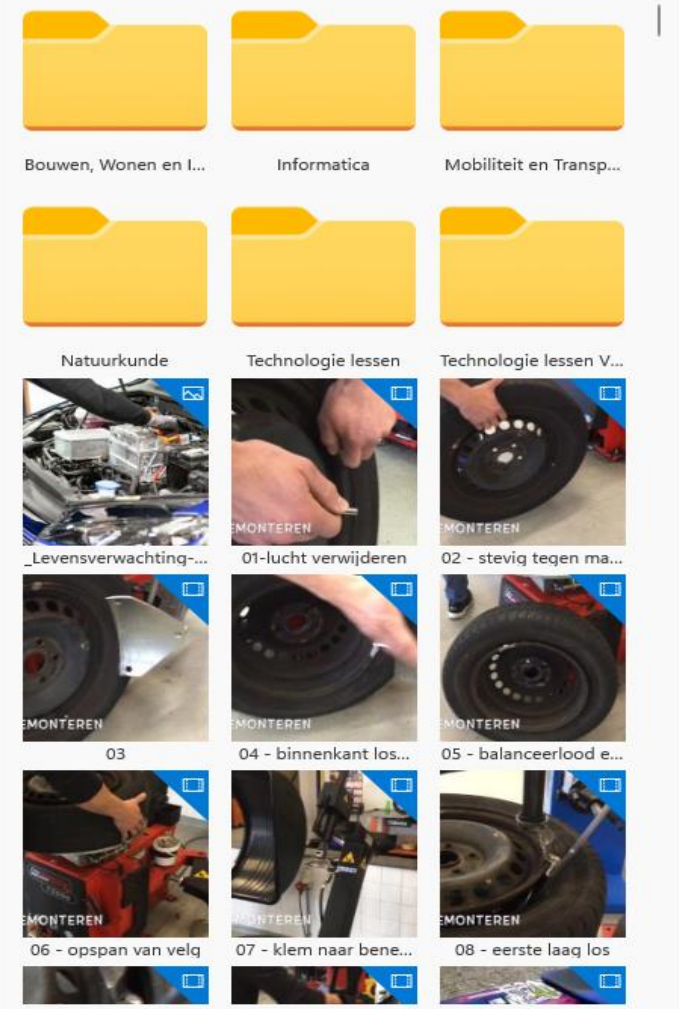 Bouwen, Wonen en I...
Informatica
Mobiliteit en Transp...
Natuurkunde
Technologie lessen
Technologie lessen V...
_Levensverwachting-...
EMONTEREN
01-lucht verwijderen
EMONTEREN
02 - stevig tegen ma...
EMONTEREN
03
EMONTEREN
04 - binnenkant los...
EMONTEREN
05 - balanceerlood e...
EMONTEREN
06 - opspan van velg
EMONTEREN
07 - klem naar bene...
EMONTEREN
08 - eerste laag los